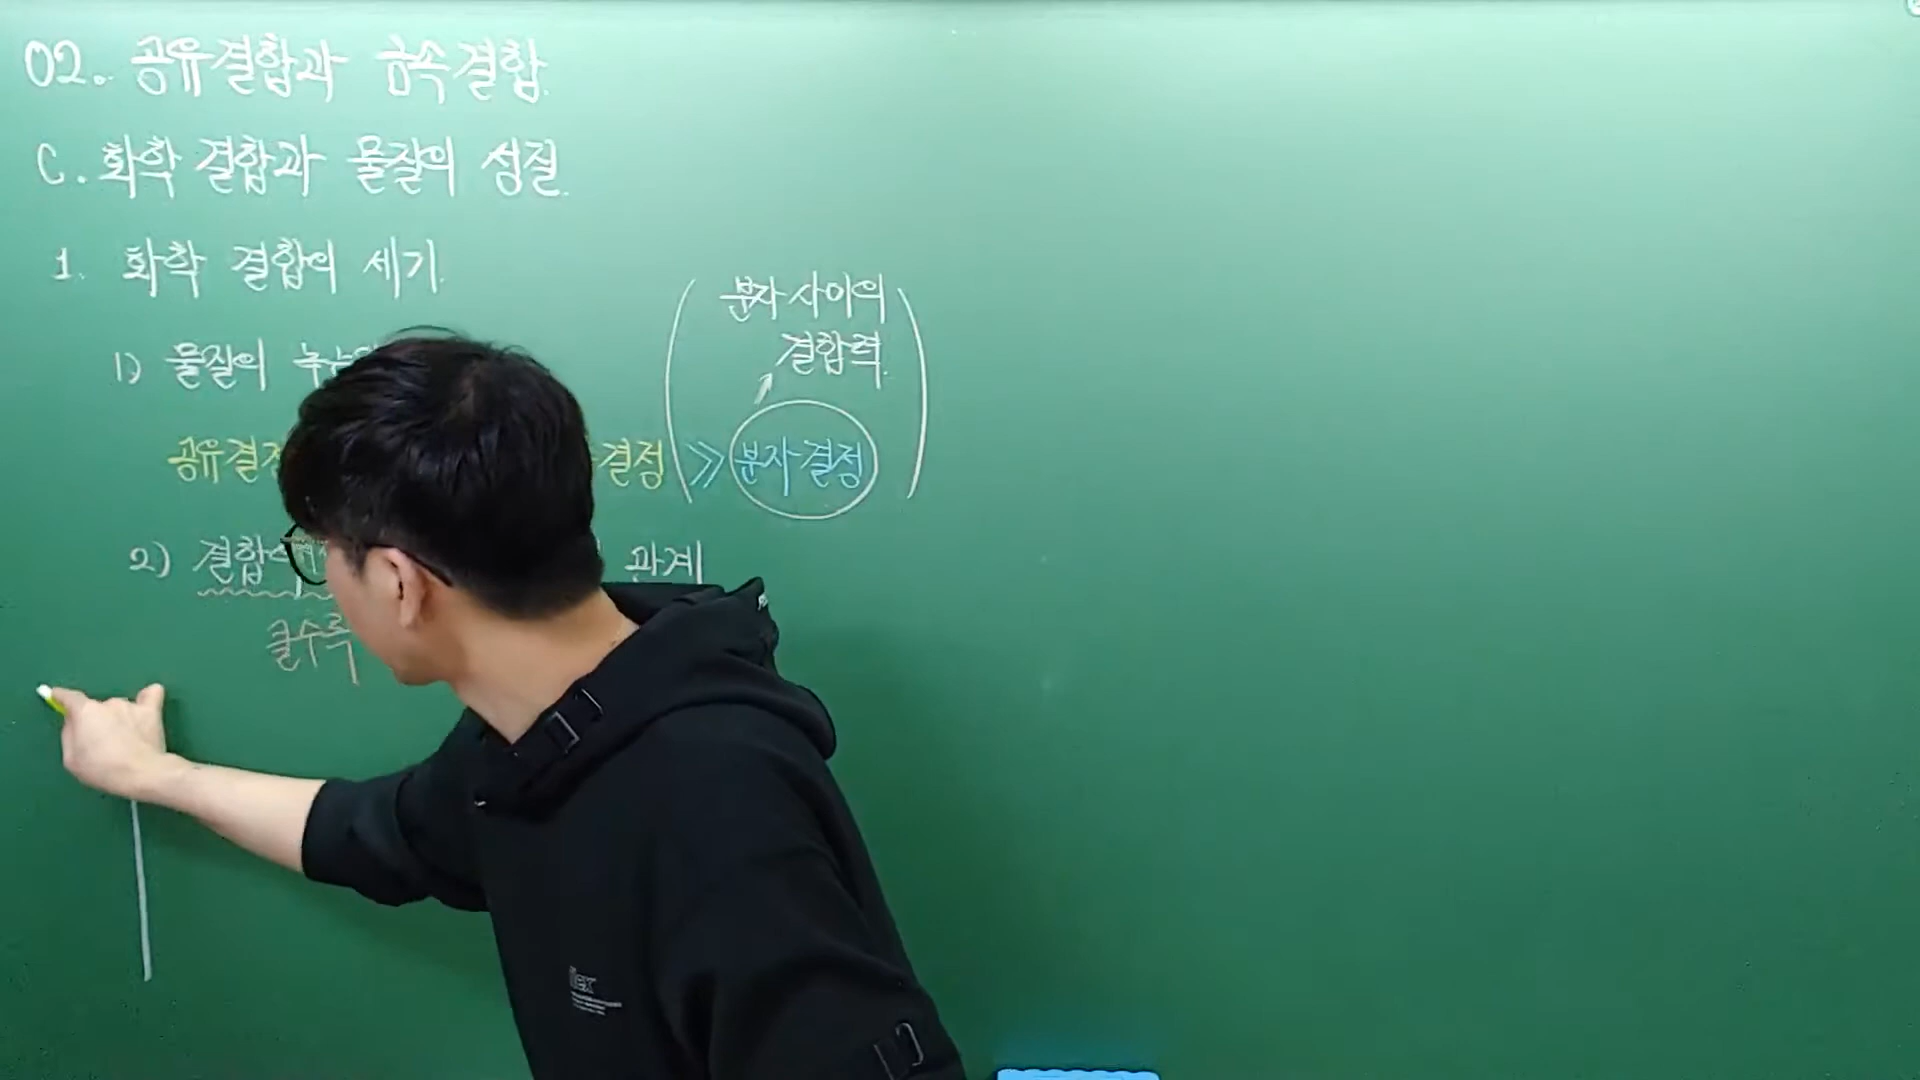 02. 공유결합과 금속결합.
C. 화학 결합과 물질의 성질.
1. 화학 결합의 세기.
1) 물질의
분자 사이의
결합력.
공유결정
결정 ≫ 분자결정
2) 결합 관계
클수록